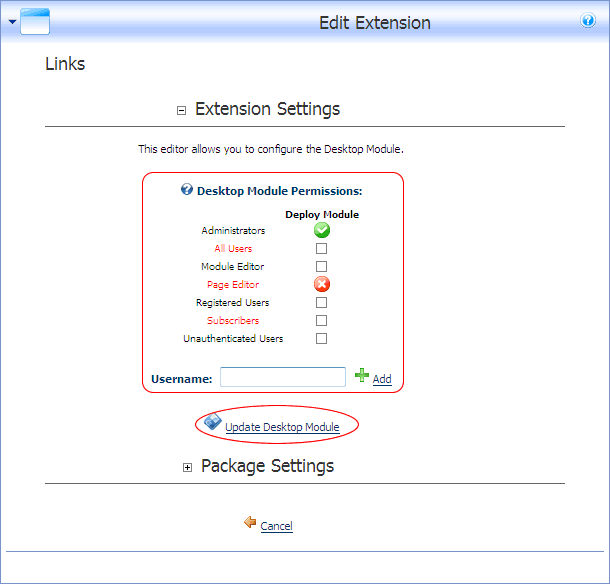 Edit Extension
Links
Extension Settings
This editor allows you to configure the Desktop Module.
Desktop Module Permissions:
Deploy Module
Administrators
All Users
Module Editor
Page Editor
Registered Users
Subscribers
Unauthenticated Users
Username: Add
Update Desktop Module
Package Settings
Cancel